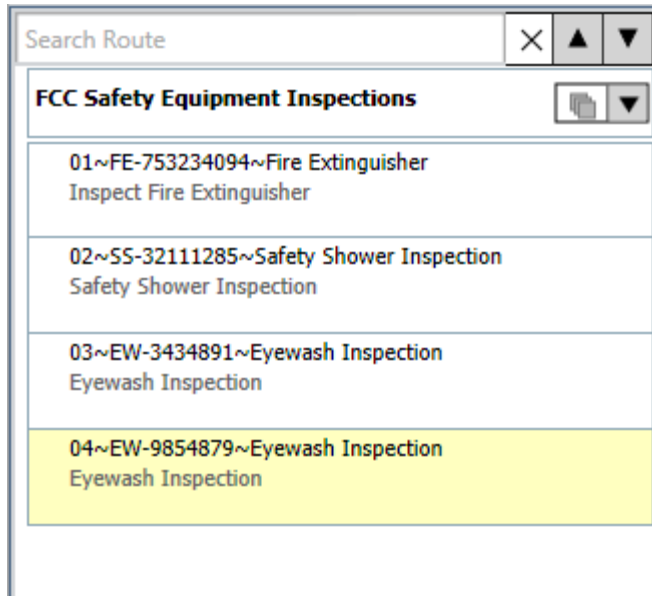 Search Route
FCC Safety Equipment Inspections
01~FE-753234094~Fire Extinguisher
Inspect Fire Extinguisher
02~SS-32111285~Safety Shower Inspection
Safety Shower Inspection
03~EW-3434891~Eyewash Inspection
Eyewash Inspection
04~EW-9854879~Eyewash Inspection
Eyewash Inspection